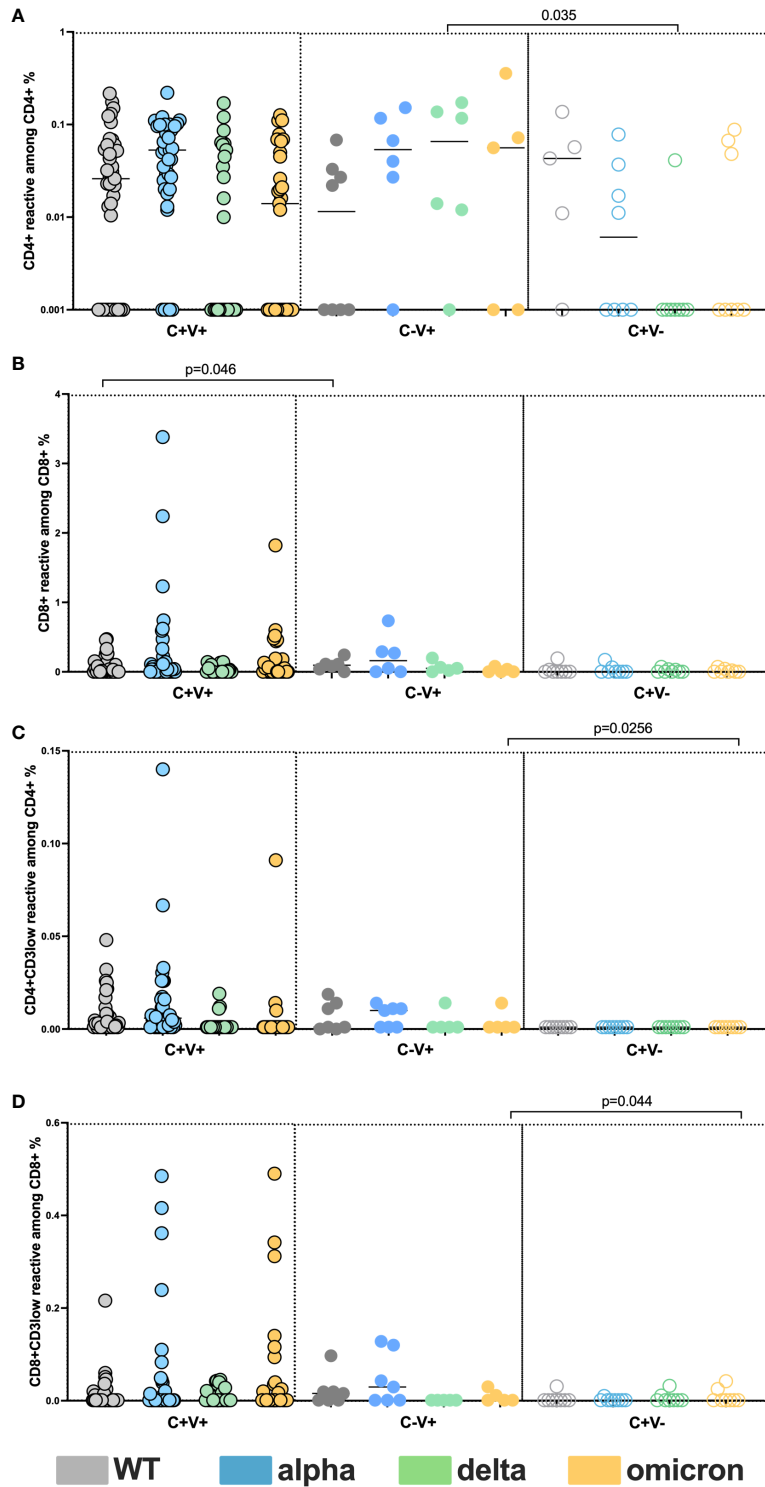 A
0.035
CD4+ reactive among CD4+ %
1
0.1
0.01
0.001
C+V+ C-V+ C+V-
B
p=0.046
CD8+ reactive among CD8+ %
4
3
2
1
0
C+V+ C-V+ C+V-
C
p=0.0256
CD4+CD3low reactive among CD4+ %
0.15
0.10
0.05
0.00
C+V+ C-V+ C+V-
D
p=0.044
CD8+CD3low reactive among CD8+ %
0.6
0.4
0.2
0.0
C+V+ C-V+ C+V-
WT alpha delta omicron